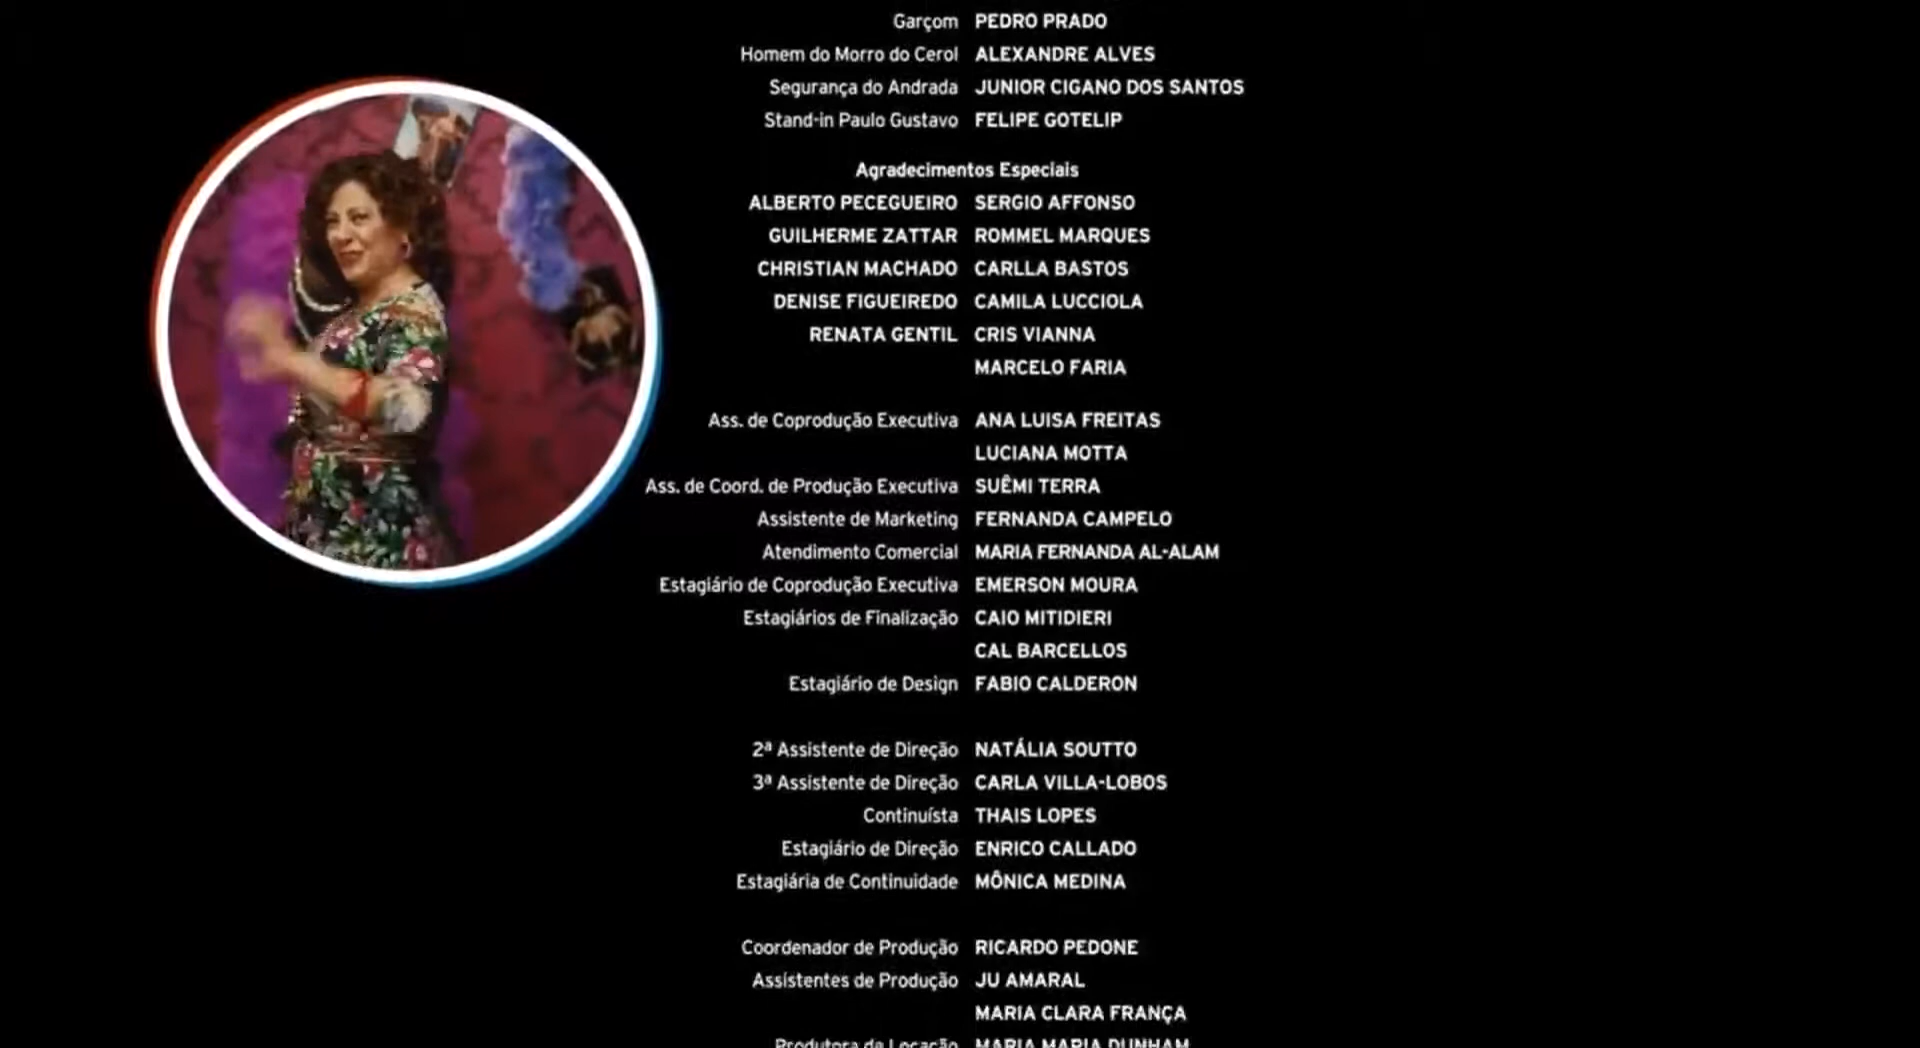 Garçom PEDRO PRADO
Homem do Morro do Cerol ALEXANDRE ALVES
Segurança do Andrada JUNIOR CIGANO DOS SANTOS
Stand-in Paulo Gustavo FELIPE GOTELIP
Agradecimentos Especiais
ALBERTO PECEGUEIRO SERGIO AFFONSO
GUILHERME ZATTAR ROMMEL MARQUES
CHRISTIAN MACHADO CARLLA BASTOS
DENISE FIGUEIREDO CAMILA LUCCIOLA
RENATA GENTIL CRIS VIANNA
MARCELO FARIA
Ass. de Coprodução Executiva ANA LUISA FREITAS
LUCIANA MOTTA
Ass. de Coord. de Produção Executiva SUÊMI TERRA
Assistente de Marketing FERNANDA CAMPELO
Atendimento Comercial MARIA FERNANDA AL-ALAM
Estagiário de Coprodução Executiva EMERSON MOURA
Estagiários de Finalização CAIO MITIDIERI
CAL BARCELLOS
Estagiário de Design FABIO CALDERON
2ª Assistente de Direção NATÁLIA SOUTTO
3ª Assistente de Direção CARLA VILLA-LOBOS
Continuísta THAIS LOPES
Estagiário de Direção ENRICO CALLADO
Estagiária de Continuidade MÔNICA MEDINA
Coordenador de Produção RICARDO PEDONE
Assistentes de Produção JU AMARAL
MARIA CLARA FRANÇA
Produtora de Locação MARIA MARIA DUNHAM